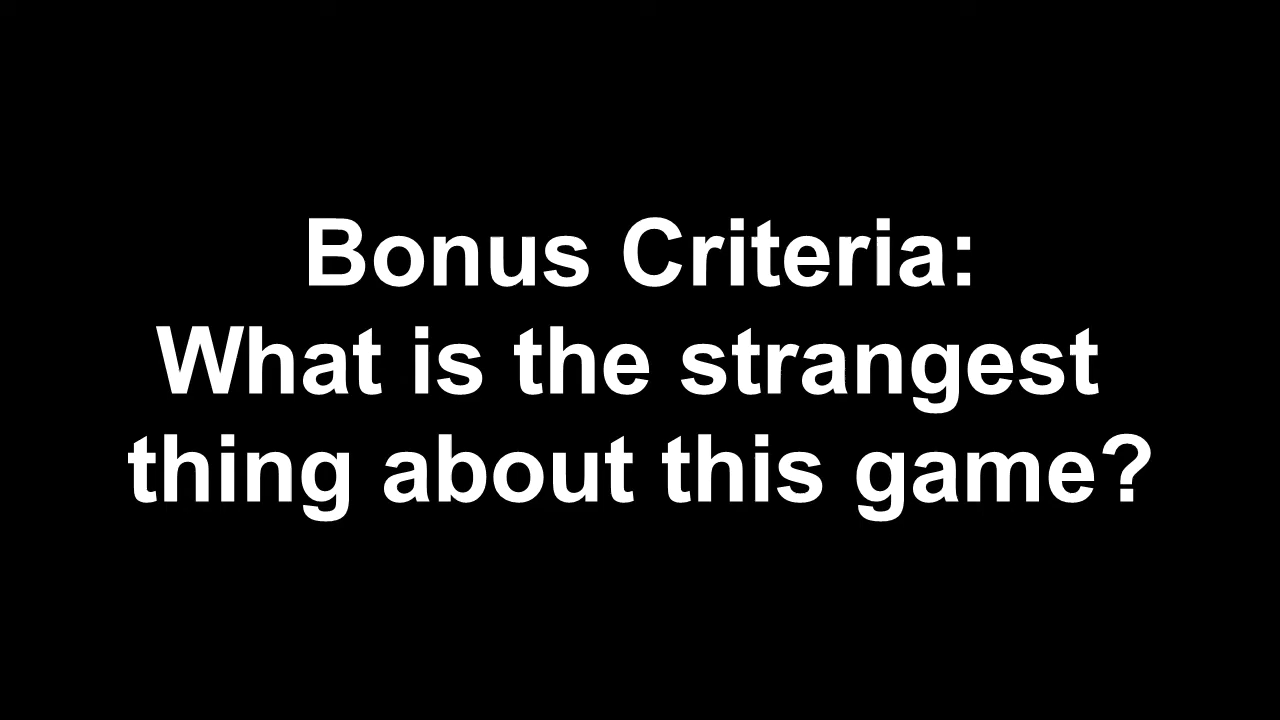 Bonus Criteria:
What is the strangest
thing about this game?